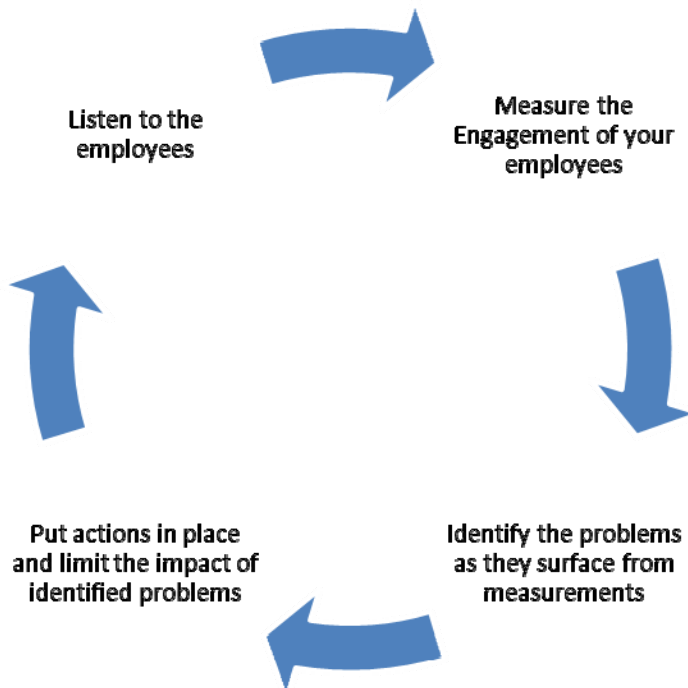 Listen to the
employees
Measure the
Engagement of your
employees
Identify the problems
as they surface from
measurements
Put actions in place
and limit the impact of
identified problems